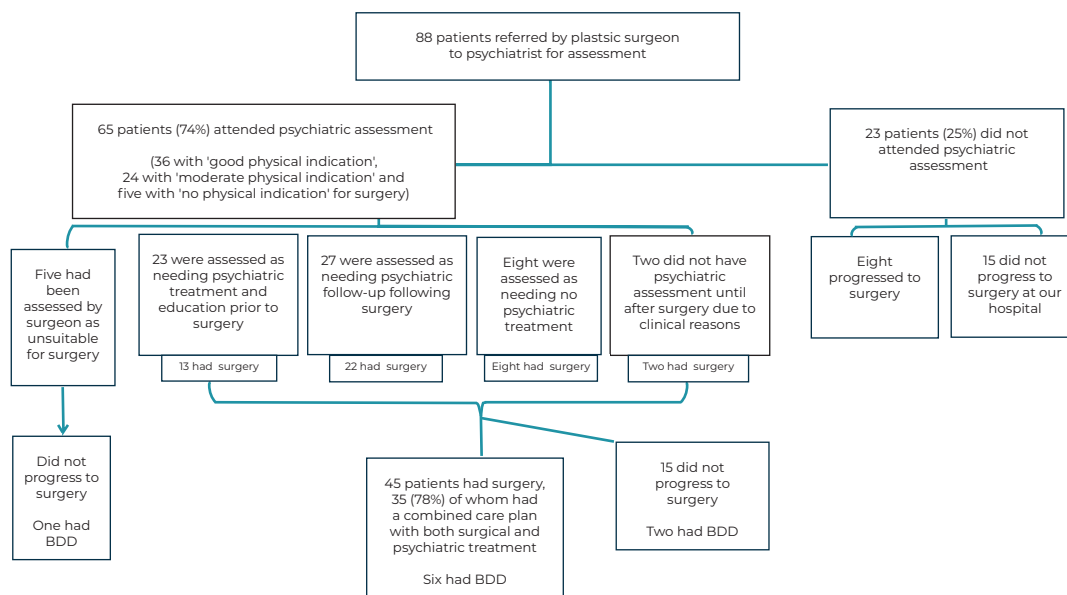 88 patients referred by plastsic surgeon
to psychiatrist for assessment
65 patients (74%) attended psychiatric assessment
(36 with 'good physical indication',
24 with 'moderate physical indication' and
five with 'no physical indication' for surgery)
23 patients (25%) did not
attended psychiatric
assessment
Five had
been
assessed by
surgeon as
unsuitable
for surgery
23 were assessed as
needing psychiatric
treatment and
education prior to
surgery
27 were assessed as
needing psychiatric
follow-up following
surgery
Eight were
assessed as
needing no
psychiatric
treatment
Two did not have
psychiatric
assessment until
after surgery due to
clinical reasons
Eight
progressed to
surgery
15 did not
progress to
surgery at our
hospital
13 had surgery
22 had surgery
Eight had surgery
Two had surgery
Did not
progress to
surgery
One had
BDD
45 patients had surgery,
35 (78%) of whom had
a combined care plan
with both surgical and
psychiatric treatment
Six had BDD
15 did not
progress to
surgery
Two had BDD